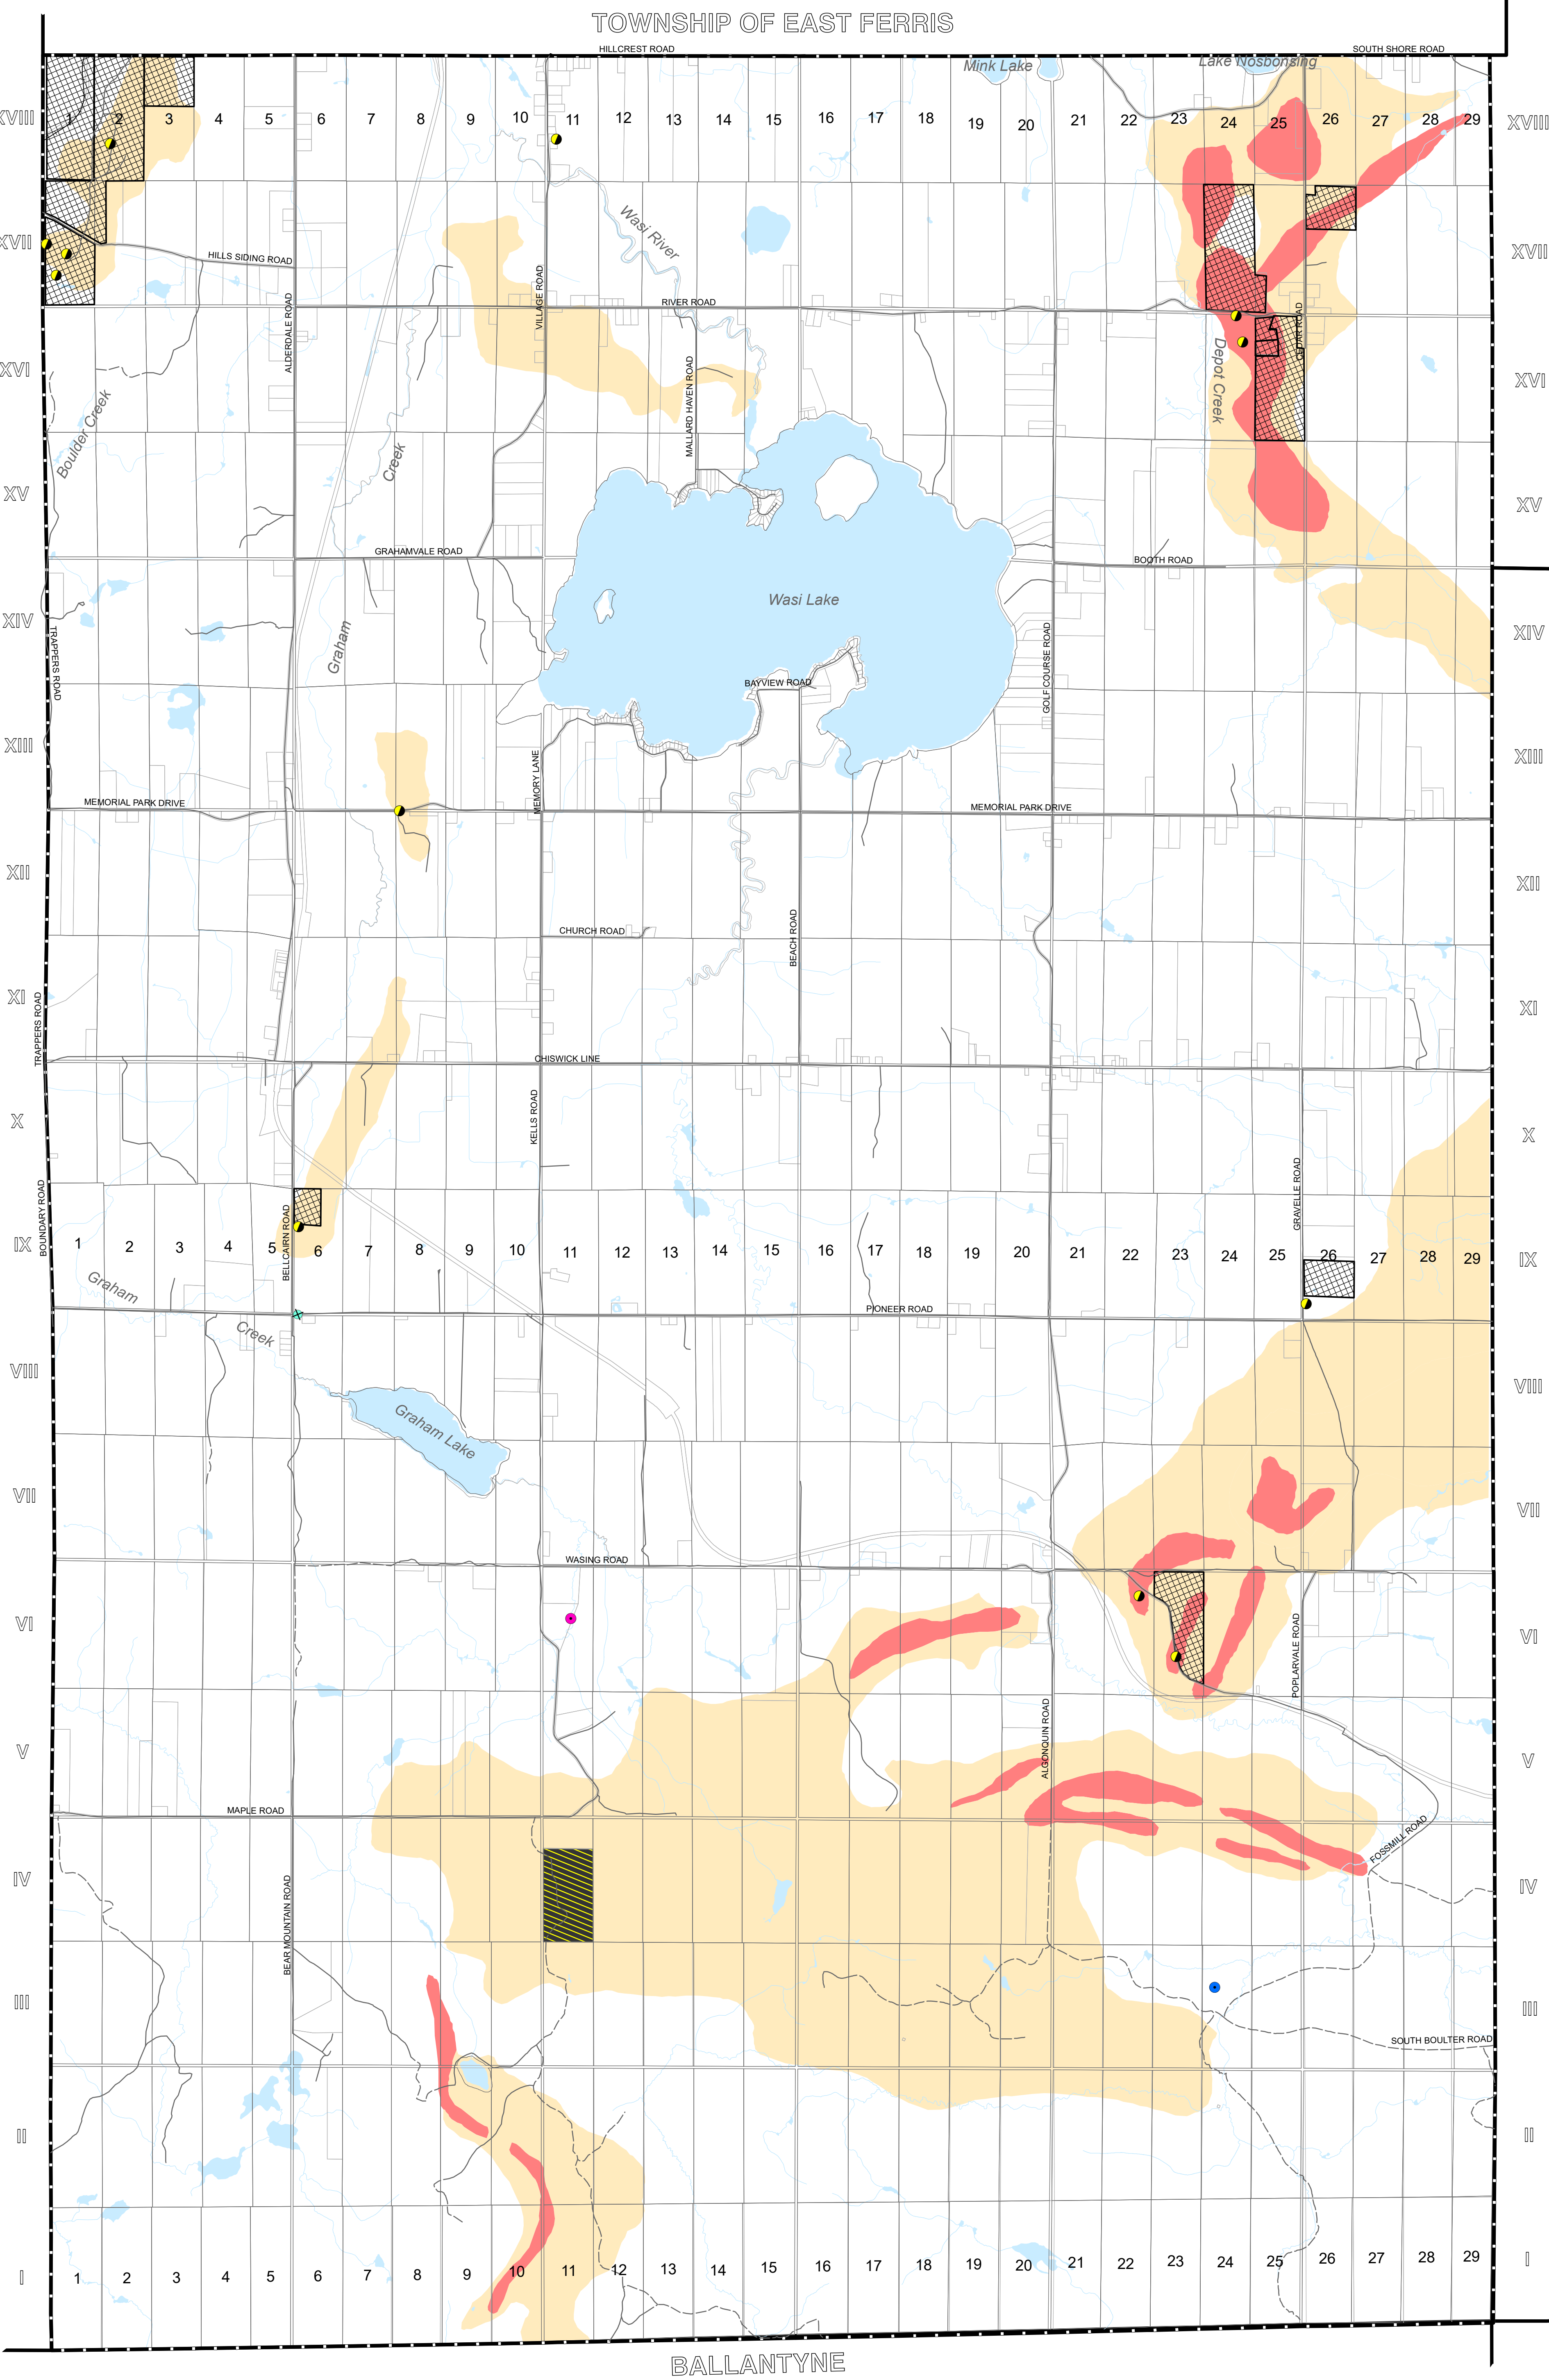 TOWNSHIP OF EAST FERRIS
HILLCREST ROAD
SOUTH SHORE ROAD
Mink Lake
Lake Nosbonsing
XVIII
1 2 3 4 5 6 7 8 9 10 11 12 13 14 15 16 17 18 19 20 21 22 23 24 25 26 27 28 29
XVIII
Wasi River
XVII
XVII
HILLS SIDING ROAD
VILLAGE ROAD
RIVER ROAD
ALDERDALE ROAD
CEDAR ROAD
XVI
Depot Creek
XVI
MALLARD HAVEN ROAD
Boulder Creek
Creek
XV
XV
GRAHAMVALE ROAD
BOOTH ROAD
Wasi Lake
XIV
XIV
Graham
TRAPPERS ROAD
GOLF COURSE ROAD
BAYVIEW ROAD
XIII
XIII
MEMORY LANE
MEMORIAL PARK DRIVE
MEMORIAL PARK DRIVE
XII
XII
CHURCH ROAD
BEACH ROAD
XI
XI
TRAPPERS ROAD
CHISWICK LINE
KELLS ROAD
X
X
GRAVELLE ROAD
BOUNDARY ROAD
BELLCAIRN ROAD
IX
1 2 3 4 5 6 7 8 9 10 11 12 13 14 15 16 17 18 19 20 21 22 23 24 25 26 27 28 29
IX
Graham
PIONEER ROAD
Creek
VIII
VIII
Graham Lake
VII
VII
WASING ROAD
VI
VI
POPLARVALE ROAD
ALGONQUIN ROAD
V
V
MAPLE ROAD
FOSSMILL ROAD
IV
IV
BEAR MOUNTAIN ROAD
III
III
SOUTH BOULTER ROAD
II
II
I
1 2 3 4 5 6 7 8 9 10 11 12 13 14 15 16 17 18 19 20 21 22 23 24 25 26 27 28 29
I
BALLANTYNE